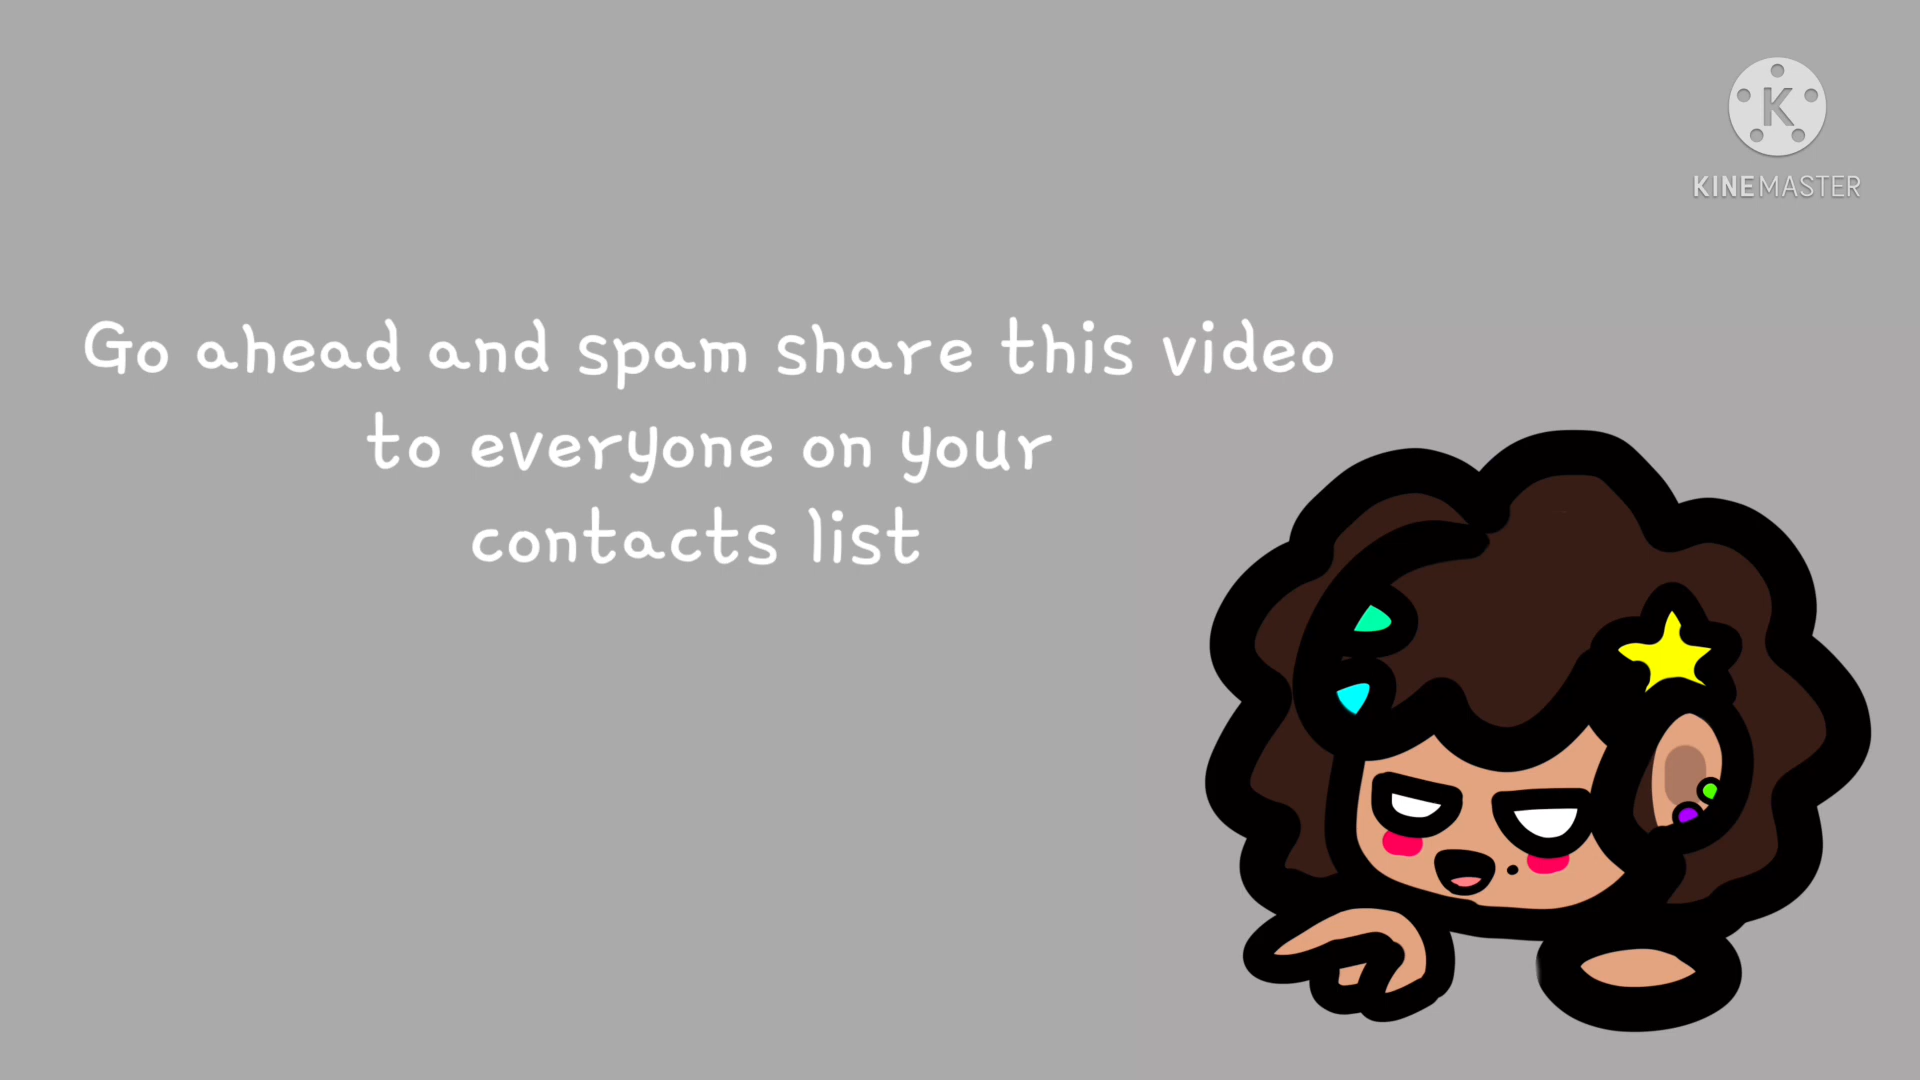 K
KINEMASTER
Go ahead and spam share this video
to everyone on your
contacts list